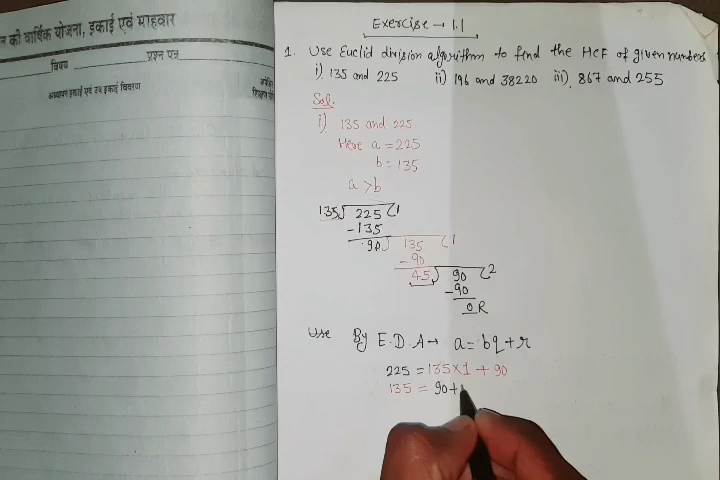 न की वार्षिक योजना, इकाई एवं माहवार
विषय प्रश्न पत्र
अध्यापन इकाई एवं उप इकाई विवरण
Exercise → 1.1
1. Use Euclid division algorithm to find the HCF of given numbers
i) 135 and 225 ii) 196 and 38220 iii). 867 and 255
Sol.
i) 135 and 225
Here a = 225
b = 135
a > b
135 ) 225 ( 1
-135
90 ) 135 ( 1
-90
45 ) 90 ( 2
-90
0 R
Use By E.D.A → a = bq + r
225 = 135 × 1 + 90
135 = 90 +